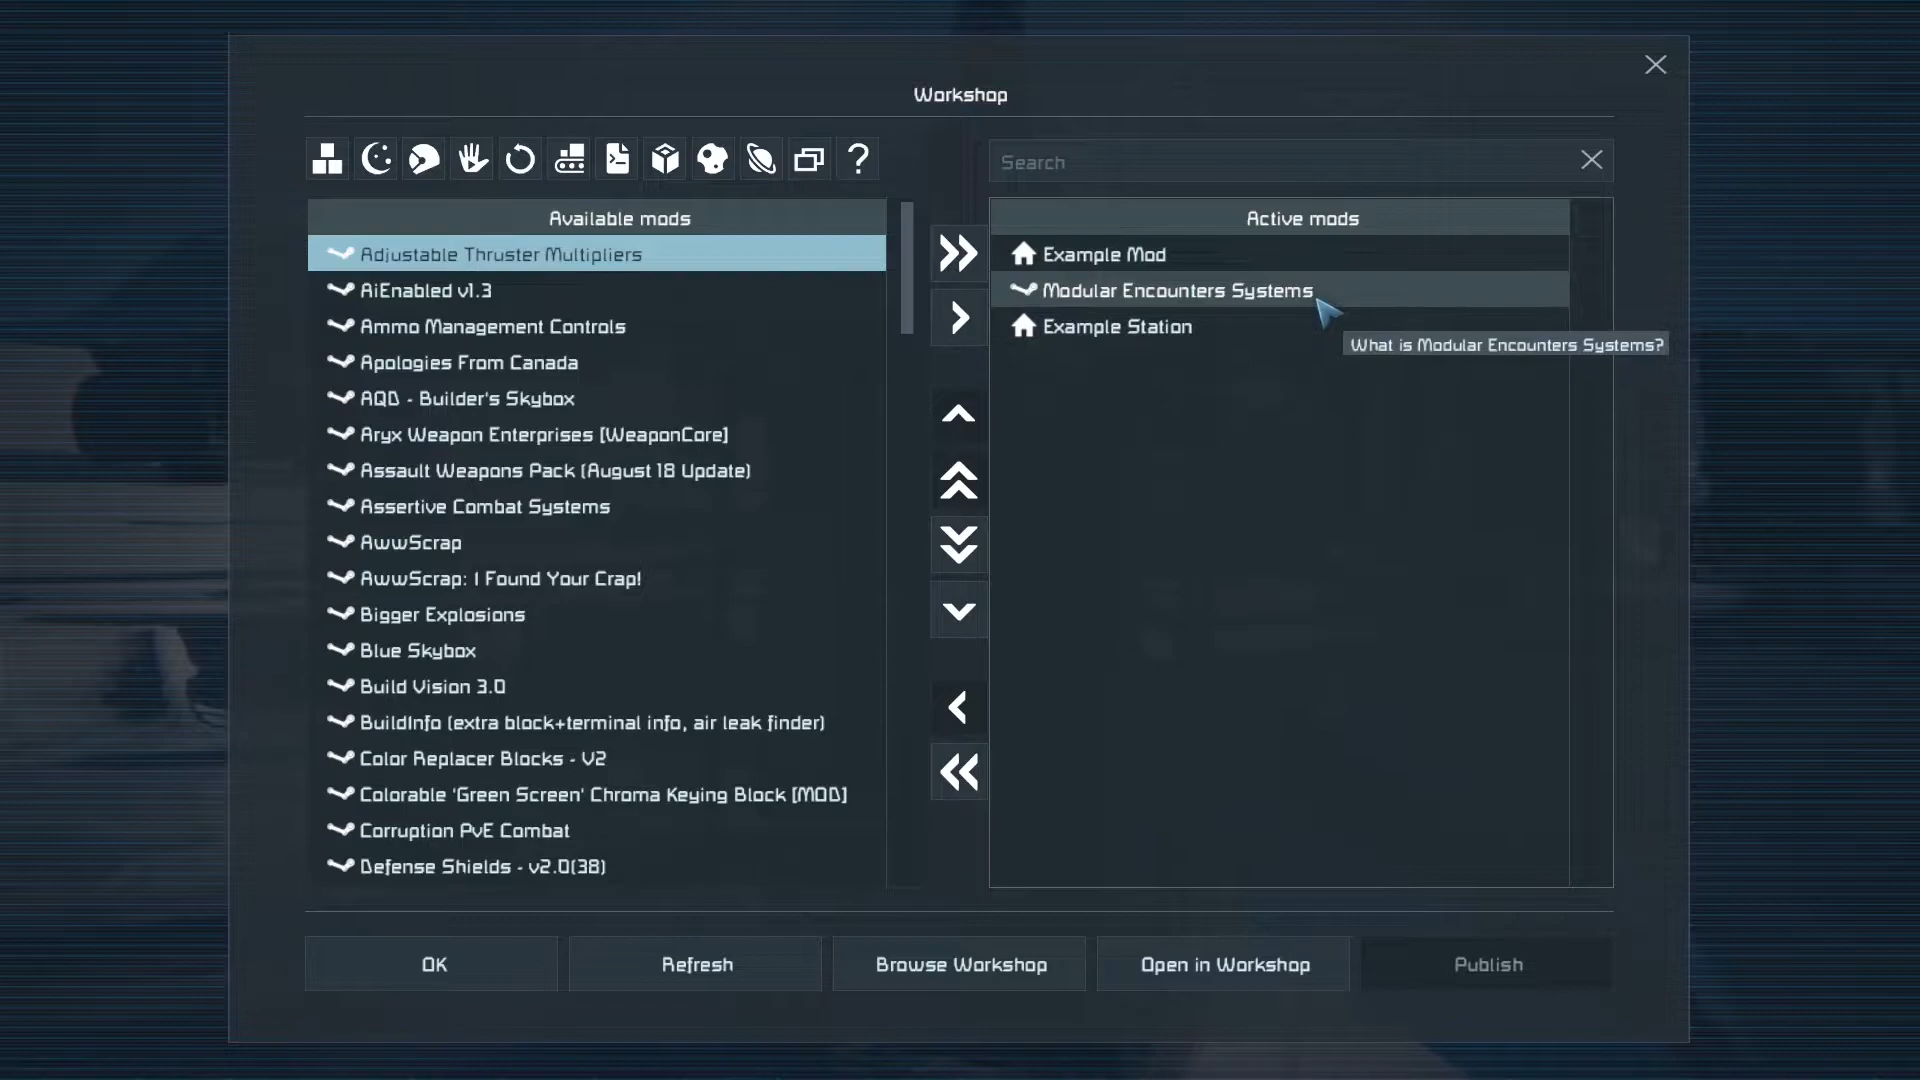 Workshop
Search
Available mods
Adjustable Thruster Multipliers
AiEnabled v1.3
Ammo Management Controls
Apologies From Canada
AQD - Builder's Skybox
Aryx Weapon Enterprises [WeaponCore]
Assault Weapons Pack (August 18 Update)
Assertive Combat Systems
AwwScrap
AwwScrap: I Found Your Crap!
Bigger Explosions
Blue Skybox
Build Vision 3.0
BuildInfo (extra block+terminal info, air leak finder)
Color Replacer Blocks - V2
Colorable 'Green Screen' Chroma Keying Block [MOD]
Corruption PvE Combat
Defense Shields - v2.0(38)
Active mods
Example Mod
Modular Encounters Systems
Example Station
What is Modular Encounters Systems?
OK
Refresh
Browse Workshop
Open in Workshop
Publish